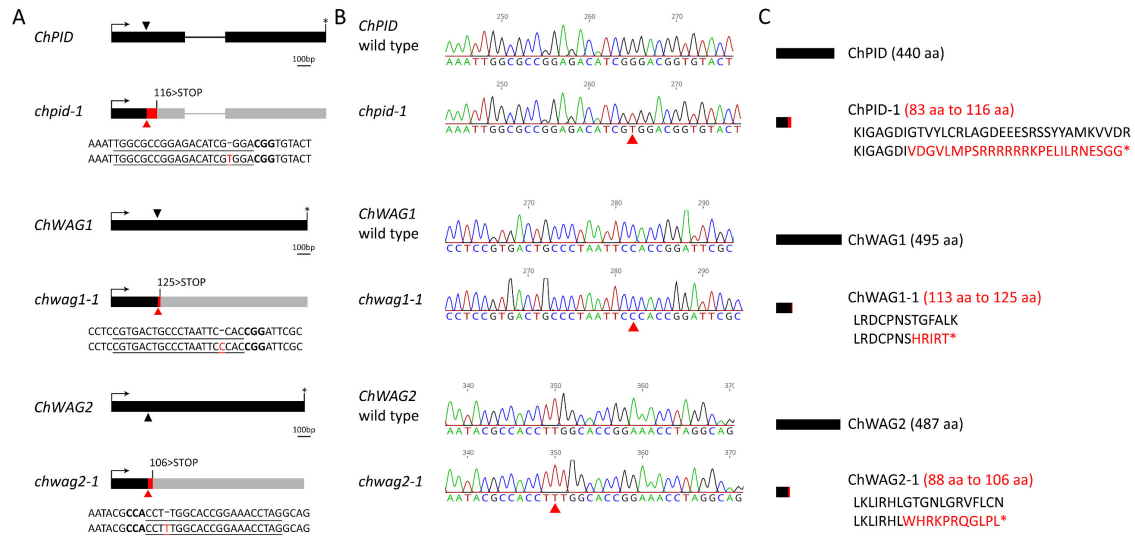 A
ChPID
*
100bp
chpid-1
116>STOP
AAATTGGCGCCGGAGACATCG-GGACGGTGTACT
AAATTGGCGCCGGAGACATCGTGGACGGTGTACT
ChWAG1
*
100bp
chwag1-1
125>STOP
CCTCCGTGACTGCCCTAATTC-CACCGGATTCGC
CCTCCGTGACTGCCCTAATTCCCACCGGATTCGC
ChWAG2
*
100bp
chwag2-1
106>STOP
AATACGCCACCT-TGGCACCGGAAACCTAGGCAG
AATACGCCACCTTTGGCACCGGAAACCTAGGCAG
B
ChPID
wild type
250 260 270
AAATTGGCGCCGGAGACATCGGGACGGTGTACT
chpid-1
250 260 270
AAATTGGCGCCGGAGACATCGTGGACGGTGTACT
ChWAG1
wild type
270 280 290
CCTCCGTGACTGCCCTAATTCCACCGGATTCGC
chwag1-1
270 280 290
CCTCCGTGACTGCCCTAATTCCCACCGGATTCGC
ChWAG2
wild type
340 350 360 370
AATACGCCACCTTGGCACCGGAAACCTAGGCAG
chwag2-1
340 350 360 370
AATACGCCACCTTTGGCACCGGAAACCTAGGCAG
C
ChPID (440 aa)
ChPID-1 (83 aa to 116 aa)
KIGAGDIGTVYLCRLAGDEEESRSSYYAMKVVDR
KIGAGDIVDGVLMPSRRRRRRKPELILRNESGG*
ChWAG1 (495 aa)
ChWAG1-1 (113 aa to 125 aa)
LRDCPNSTGFALK
LRDCPNSHRIRT*
ChWAG2 (487 aa)
ChWAG2-1 (88 aa to 106 aa)
LKLIRHLGTGNLGRVFLCN
LKLIRHLWHRKPRQGLPL*